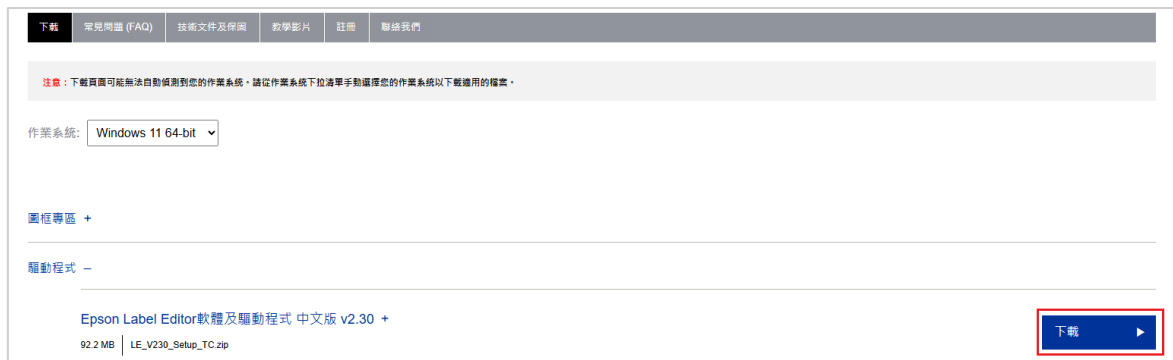 下載 常見問題 (FAQ) 技術文件及保固 教學影片 註冊 聯絡我們
注意：下載頁面可能無法自動偵測到您的作業系統。請從作業系統下拉清單手動選擇您的作業系統以下載適用的檔案。
作業系統: Windows 11 64-bit
圖框專區 +
驅動程式 –
Epson Label Editor軟體及驅動程式 中文版 v2.30 +
下載
92.2 MB LE_V230_Setup_TC.zip